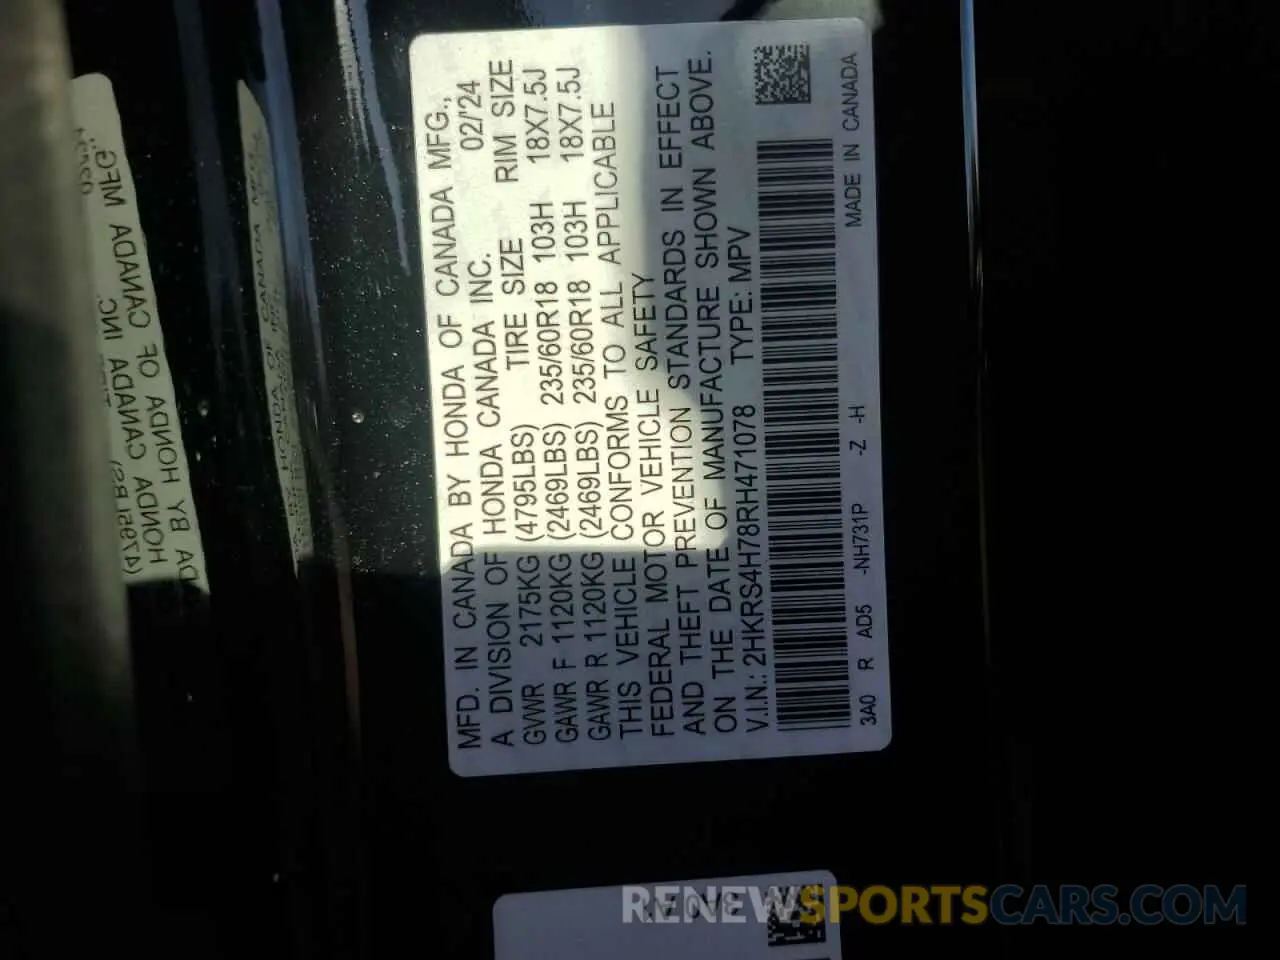 MFD. IN CANADA BY HONDA OF CANADA MFG.,
A DIVISION OF HONDA CANADA INC. 02/'24
GVWR 2175KG (4795LBS) TIRE SIZE RIM SIZE
GAWR F 1120KG (2469LBS) 235/60R18 103H 18X7.5J
GAWR R 1120KG (2469LBS) 235/60R18 103H 18X7.5J
THIS VEHICLE CONFORMS TO ALL APPLICABLE
FEDERAL MOTOR VEHICLE SAFETY
AND THEFT PREVENTION STANDARDS IN EFFECT
ON THE DATE OF MANUFACTURE SHOWN ABOVE.
V.I.N.: 2HKRS4H78RH471078 TYPE: MPV
3A0 R AD5 -NH731P -Z -H MADE IN CANADA
RENEWSPORTSCARS.COM